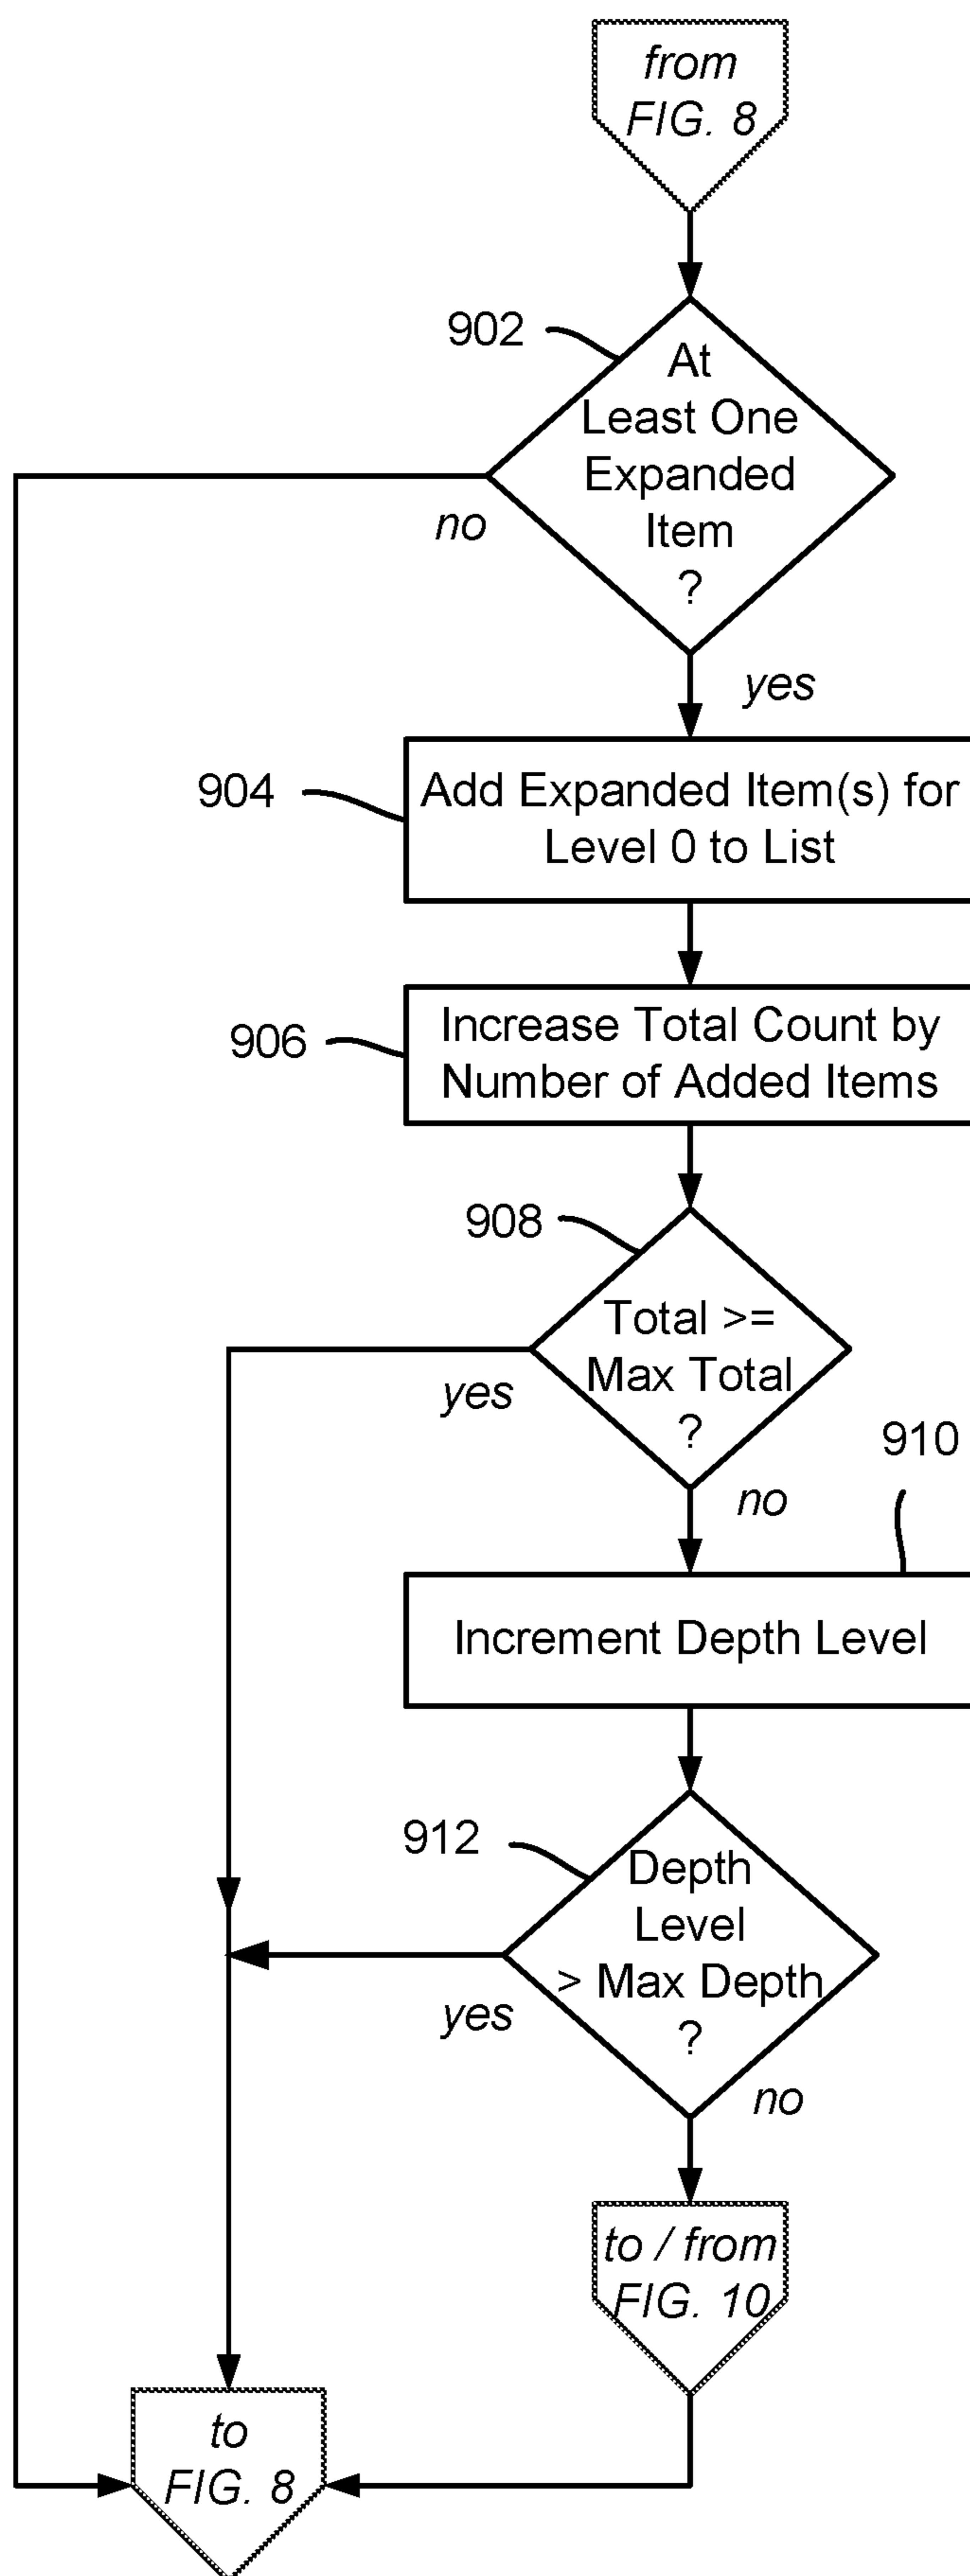 from
FIG. 8
902
At
Least One
Expanded
Item
?
no
yes
904
Add Expanded Item(s) for
Level 0 to List
906
Increase Total Count by
Number of Added Items
908
Total >=
Max Total
?
yes
no
910
Increment Depth Level
912
Depth
Level
> Max Depth
?
yes
no
to / from
FIG. 10
to
FIG. 8